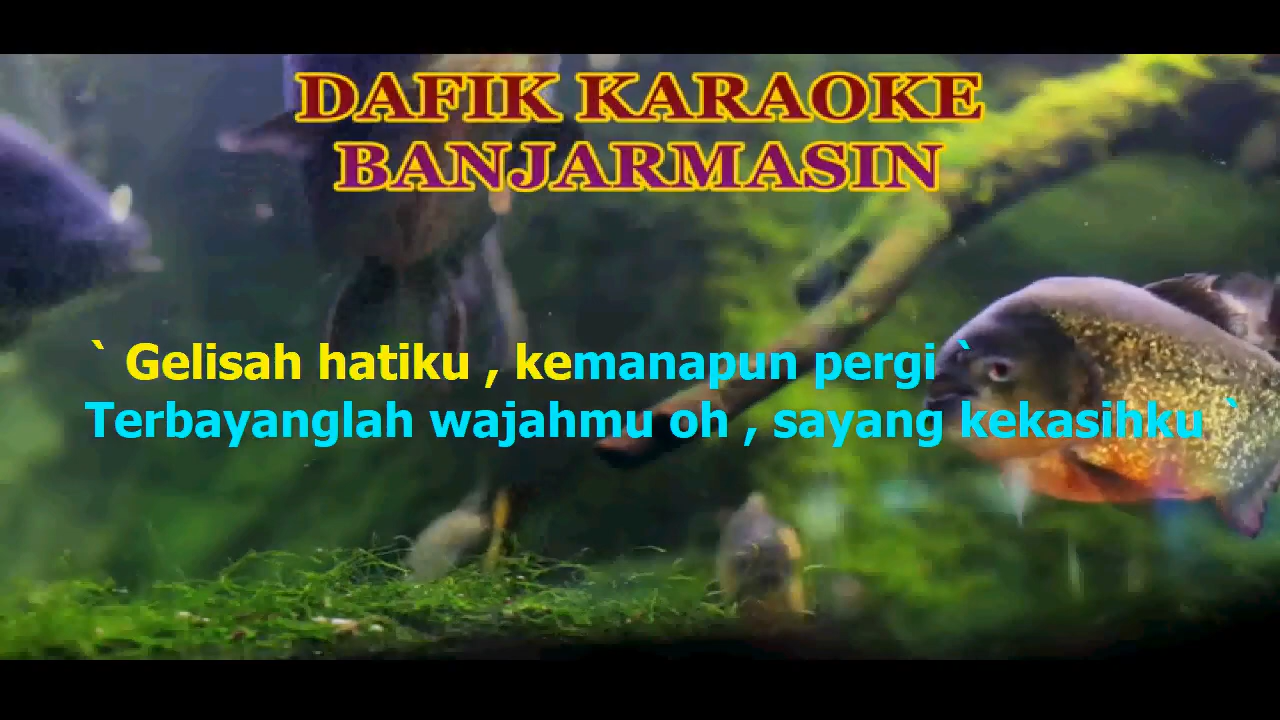 DAFIK KARAOKE
BANJARMASIN
` Gelisah hatiku , kemanapun pergi `
Terbayanglah wajahmu oh , sayang kekasihku `